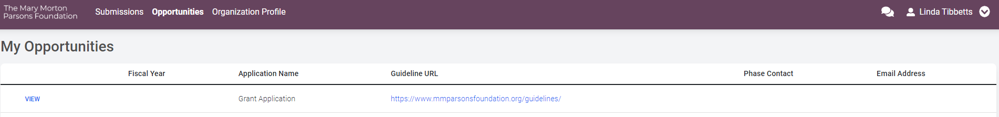 The Mary Morton
Parsons Foundation
Submissions Opportunities Organization Profile
Linda Tibbetts
My Opportunities
Fiscal Year Application Name Guideline URL Phase Contact Email Address
VIEW Grant Application https://www.mmparsonsfoundation.org/guidelines/